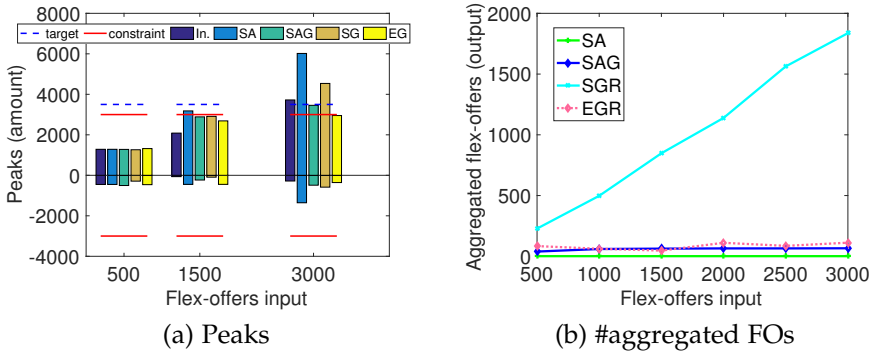 8000
6000
4000
2000
0
-2000
-4000
Peaks (amount)
target
constraint
In.
SA
SAG
SG
EG
500
1500
3000
Flex-offers input
(a) Peaks
2000
1500
1000
500
0
Aggregated flex-offers (output)
SA
SAG
SGR
EGR
500
1000
1500
2000
2500
3000
Flex-offers input
(b) #aggregated FOs